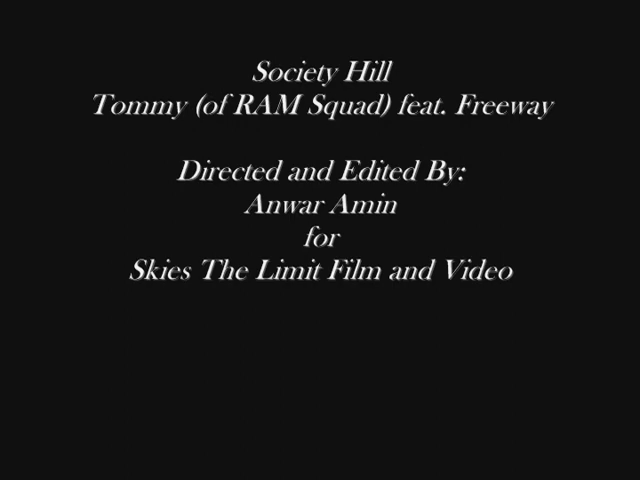 Society Hill
Tommy (of RAM Squad) feat. Freeway
Directed and Edited By:
Anwar Amin
for
Skies The Limit Film and Video